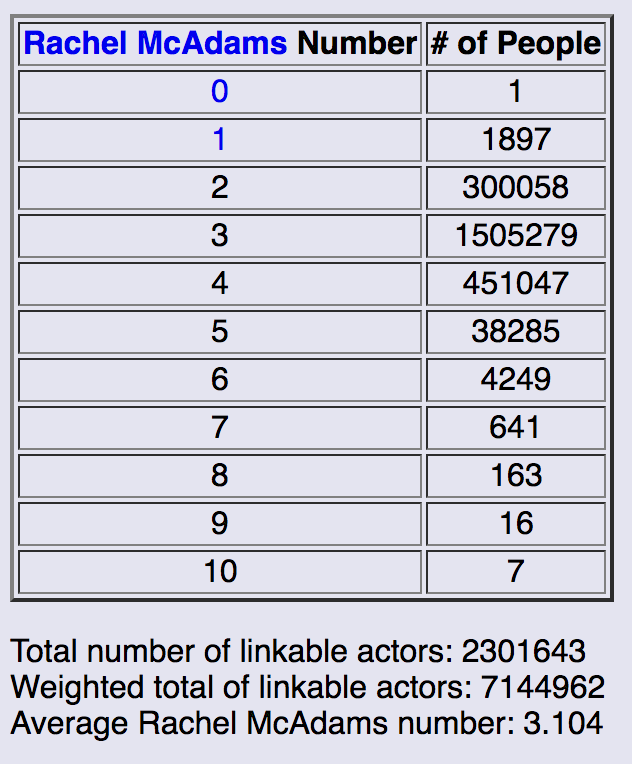 Rachel McAdams Number # of People
0 1
1 1897
2 300058
3 1505279
4 451047
5 38285
6 4249
7 641
8 163
9 16
10 7
Total number of linkable actors: 2301643
Weighted total of linkable actors: 7144962
Average Rachel McAdams number: 3.104